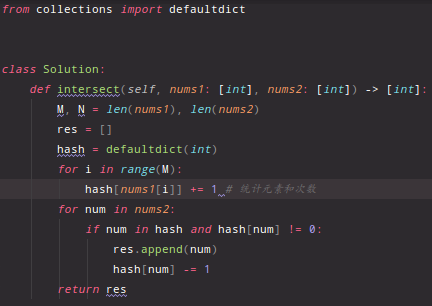 from collections import defaultdict
class Solution:
    def intersect(self, nums1: [int], nums2: [int]) -> [int]:
        M, N = len(nums1), len(nums2)
        res = []
        hash = defaultdict(int)
        for i in range(M):
            hash[nums1[i]] += 1 # 统计元素和次数
        for num in nums2:
            if num in hash and hash[num] != 0:
                res.append(num)
                hash[num] -= 1
        return res